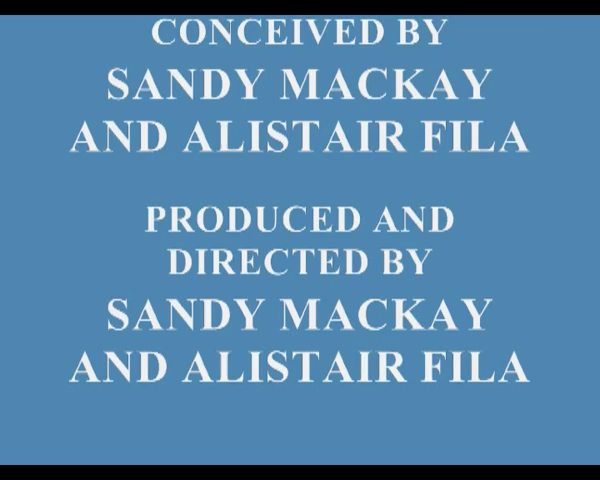 CONCEIVED BY
SANDY MACKAY
AND ALISTAIR FILA
PRODUCED AND
DIRECTED BY
SANDY MACKAY
AND ALISTAIR FILA